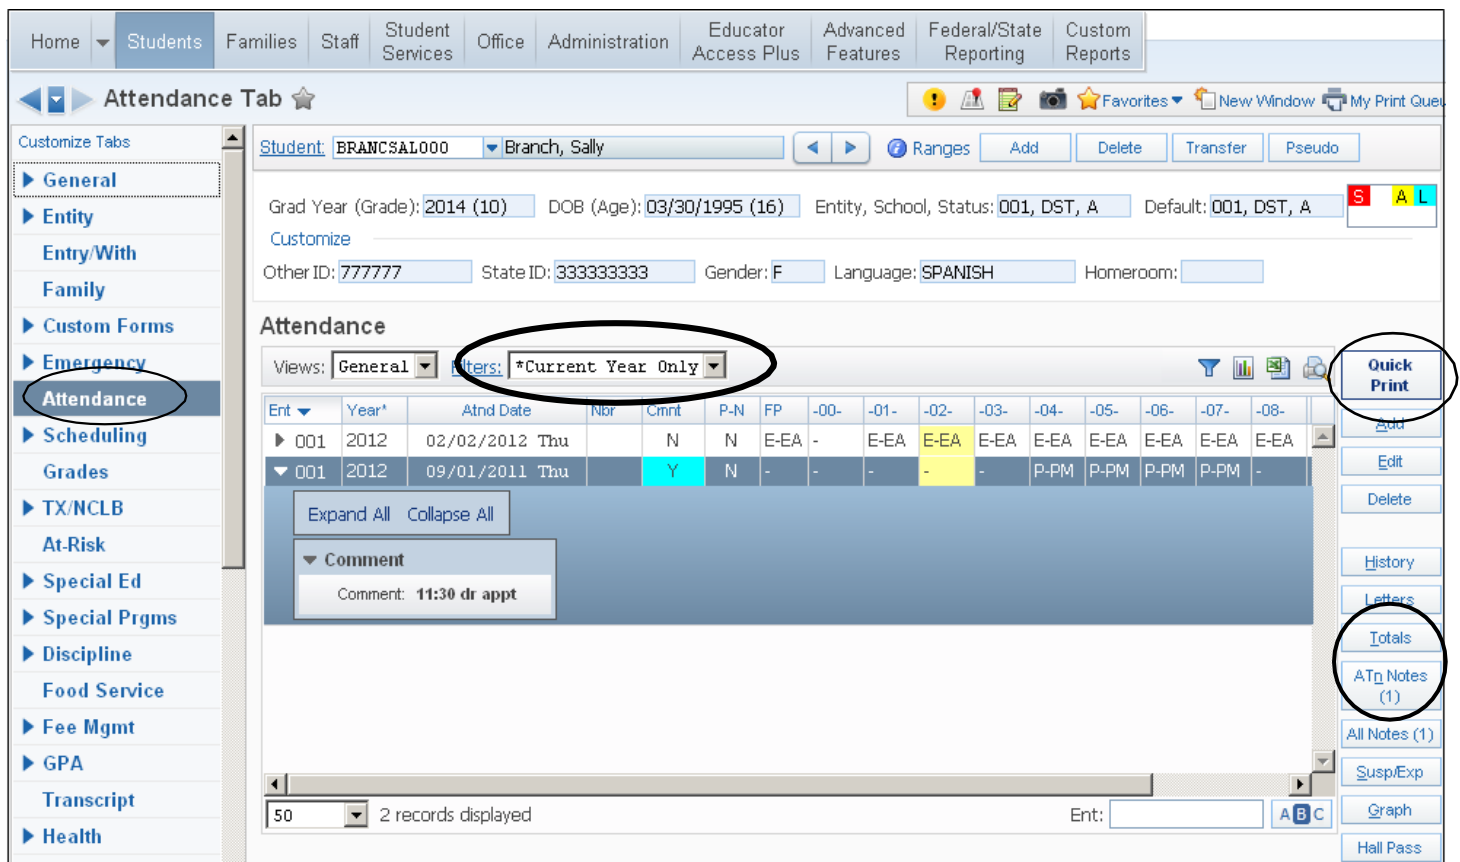 Home Students Families Staff Student Services Office Administration Educator Access Plus Advanced Features Federal/State Reporting Custom Reports
Attendance Tab Favorites New Window My Print Queu
Customize Tabs
General
Entity
Entry/With
Family
Custom Forms
Emergency
Attendance
Scheduling
Grades
TX/NCLB
At-Risk
Special Ed
Special Prgms
Discipline
Food Service
Fee Mgmt
GPA
Transcript
Health
Student: BRANCSAL000 Branch, Sally Ranges Add Delete Transfer Pseudo
Grad Year (Grade): 2014 (10) DOB (Age): 03/30/1995 (16) Entity, School, Status: 001, DST, A Default: 001, DST, A S A L
Customize
Other ID: 777777 State ID: 333333333 Gender: F Language: SPANISH Homeroom:
Attendance
Views: General Filters: *Current Year Only
Ent Year* Atnd Date Nbr Cmnt P-N FP -00- -01- -02- -03- -04- -05- -06- -07- -08-
001 2012 02/02/2012 Thu N N E-EA - E-EA E-EA E-EA E-EA E-EA E-EA E-EA E-EA
001 2012 09/01/2011 Thu Y N - - - - - P-PM P-PM P-PM P-PM -
Expand All Collapse All
Comment
Comment: 11:30 dr appt
50 2 records displayed Ent: A B C
Quick Print
Add
Edit
Delete
History
Letters
Totals
ATn Notes
(1)
All Notes (1)
Susp/Exp
Graph
Hall Pass